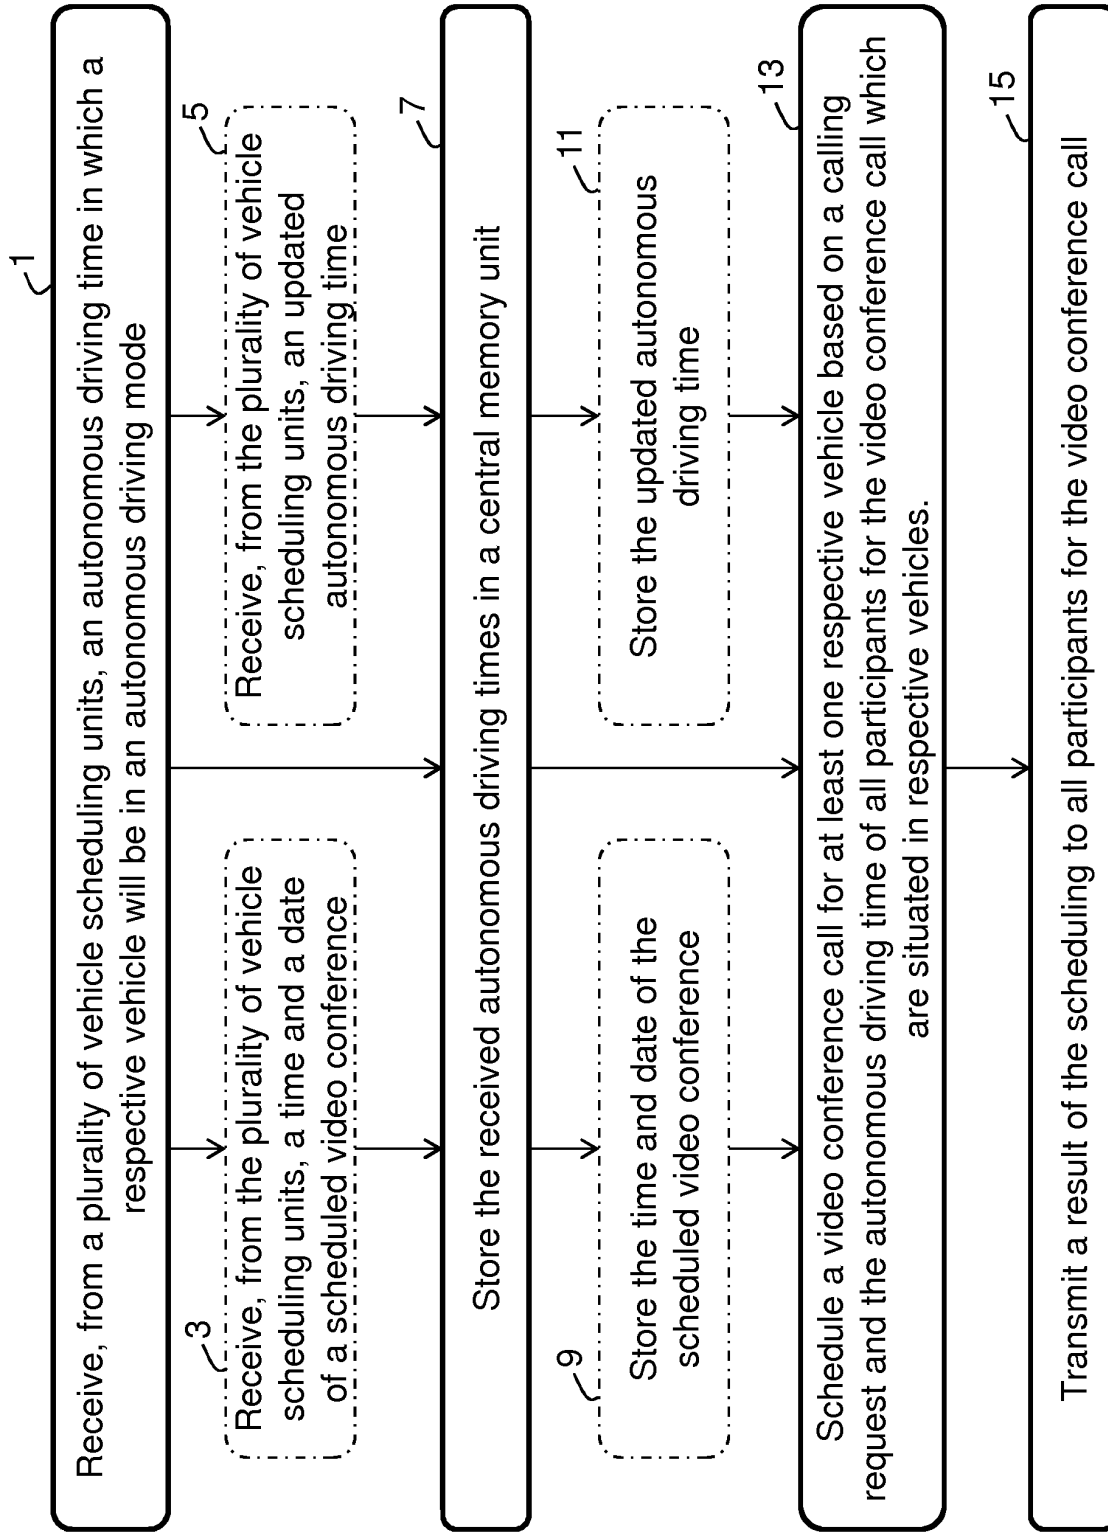 1
Receive, from a plurality of vehicle scheduling units, an autonomous driving time in which a
respective vehicle will be in an autonomous driving mode
3
Receive, from the plurality of vehicle
scheduling units, a time and a date
of a scheduled video conference
5
Receive, from the plurality of vehicle
scheduling units, an updated
autonomous driving time
7
Store the received autonomous driving times in a central memory unit
9
Store the time and date of the
scheduled video conference
11
Store the updated autonomous
driving time
13
Schedule a video conference call for at least one respective vehicle based on a calling
request and the autonomous driving time of all participants for the video conference call which
are situated in respective vehicles.
15
Transmit a result of the scheduling to all participants for the video conference call